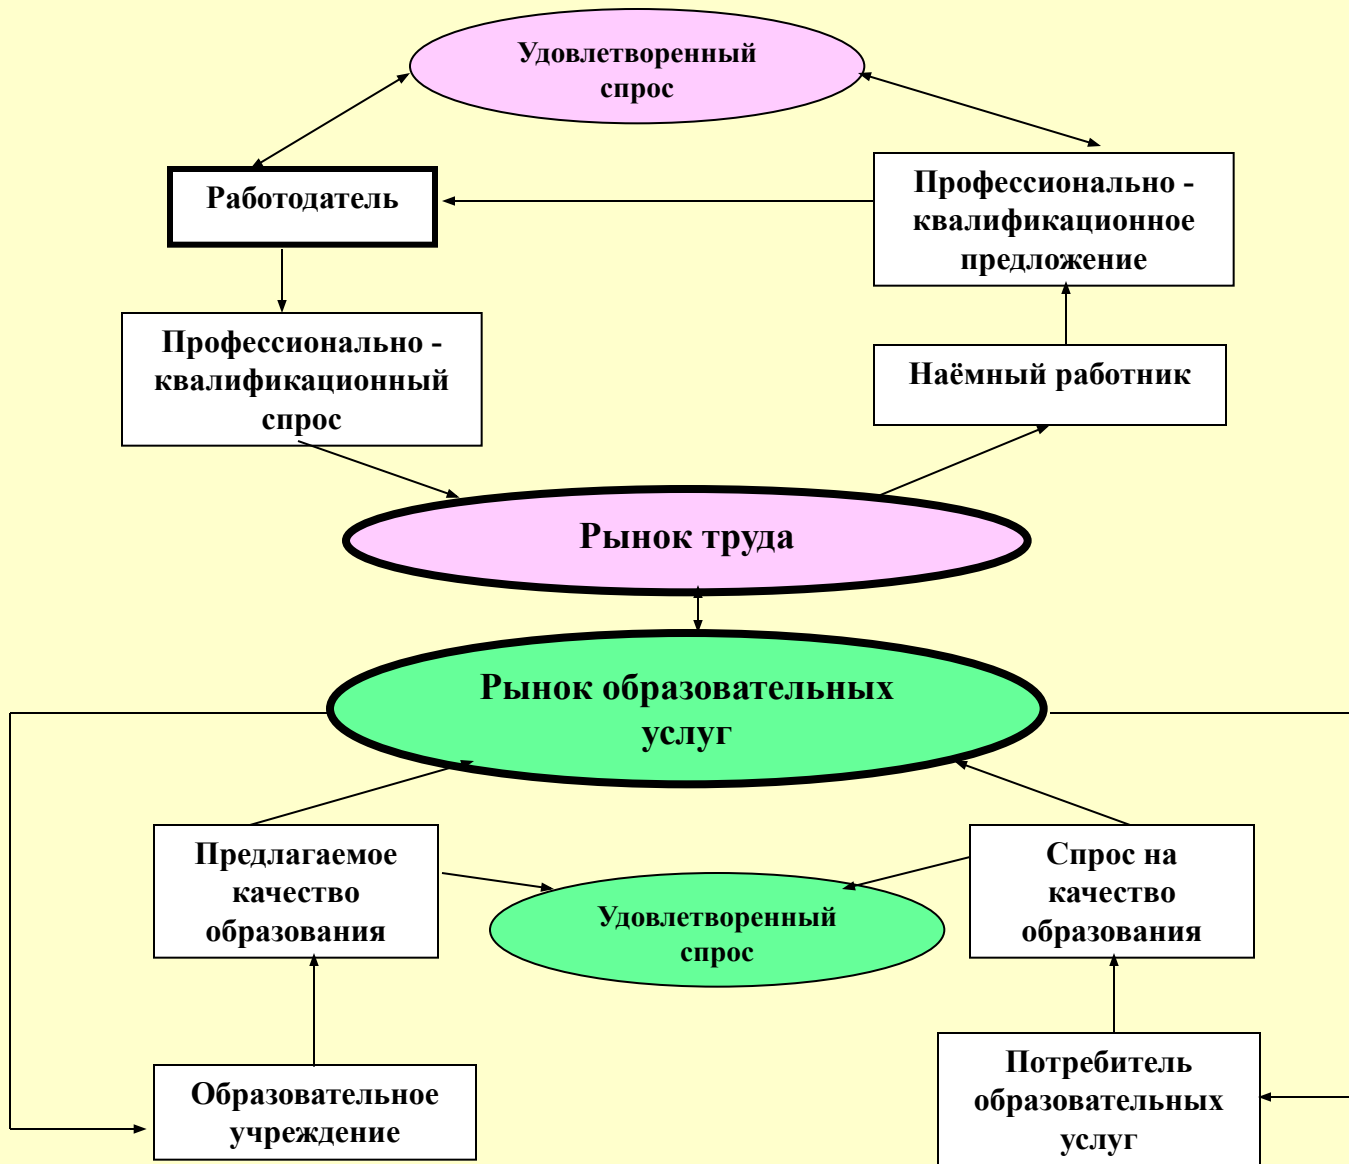 Удовлетворенный
спрос
Работодатель
Профессионально -
квалификационное
предложение
Профессионально -
квалификационный
спрос
Наёмный работник
Рынок труда
Рынок образовательных
услуг
Предлагаемое
качество
образования
Удовлетворенный
спрос
Спрос на
качество
образования
Образовательное
учреждение
Потребитель
образовательных
услуг